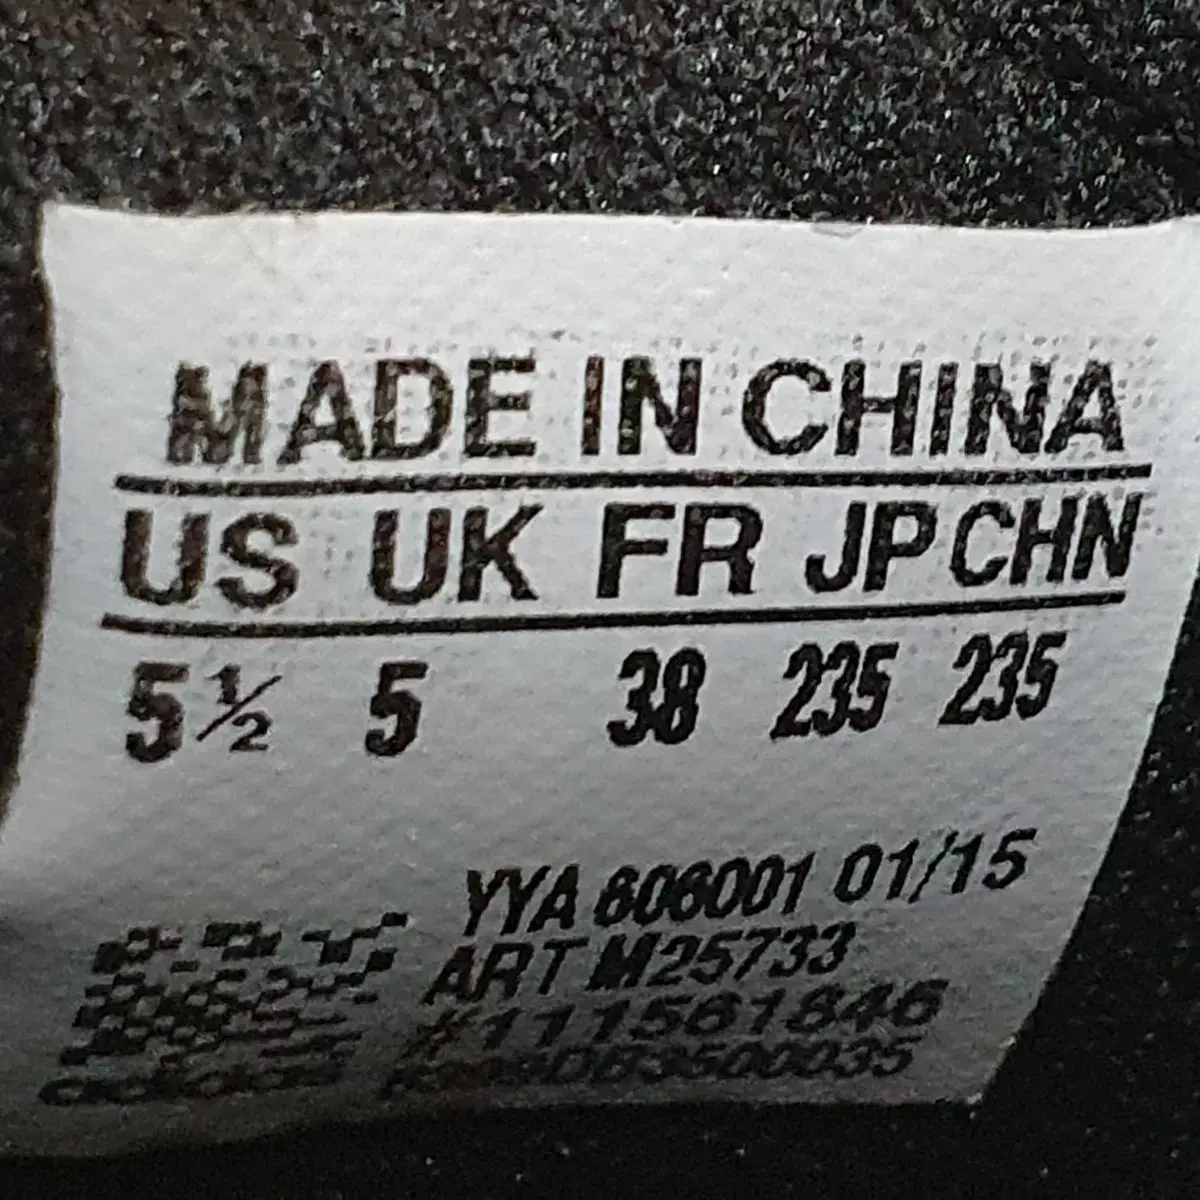 MADE IN CHINA
US UK FR JP CHN
5½ 5 38 235 235
YYA 606001 01/15
ART M25733
#111561846